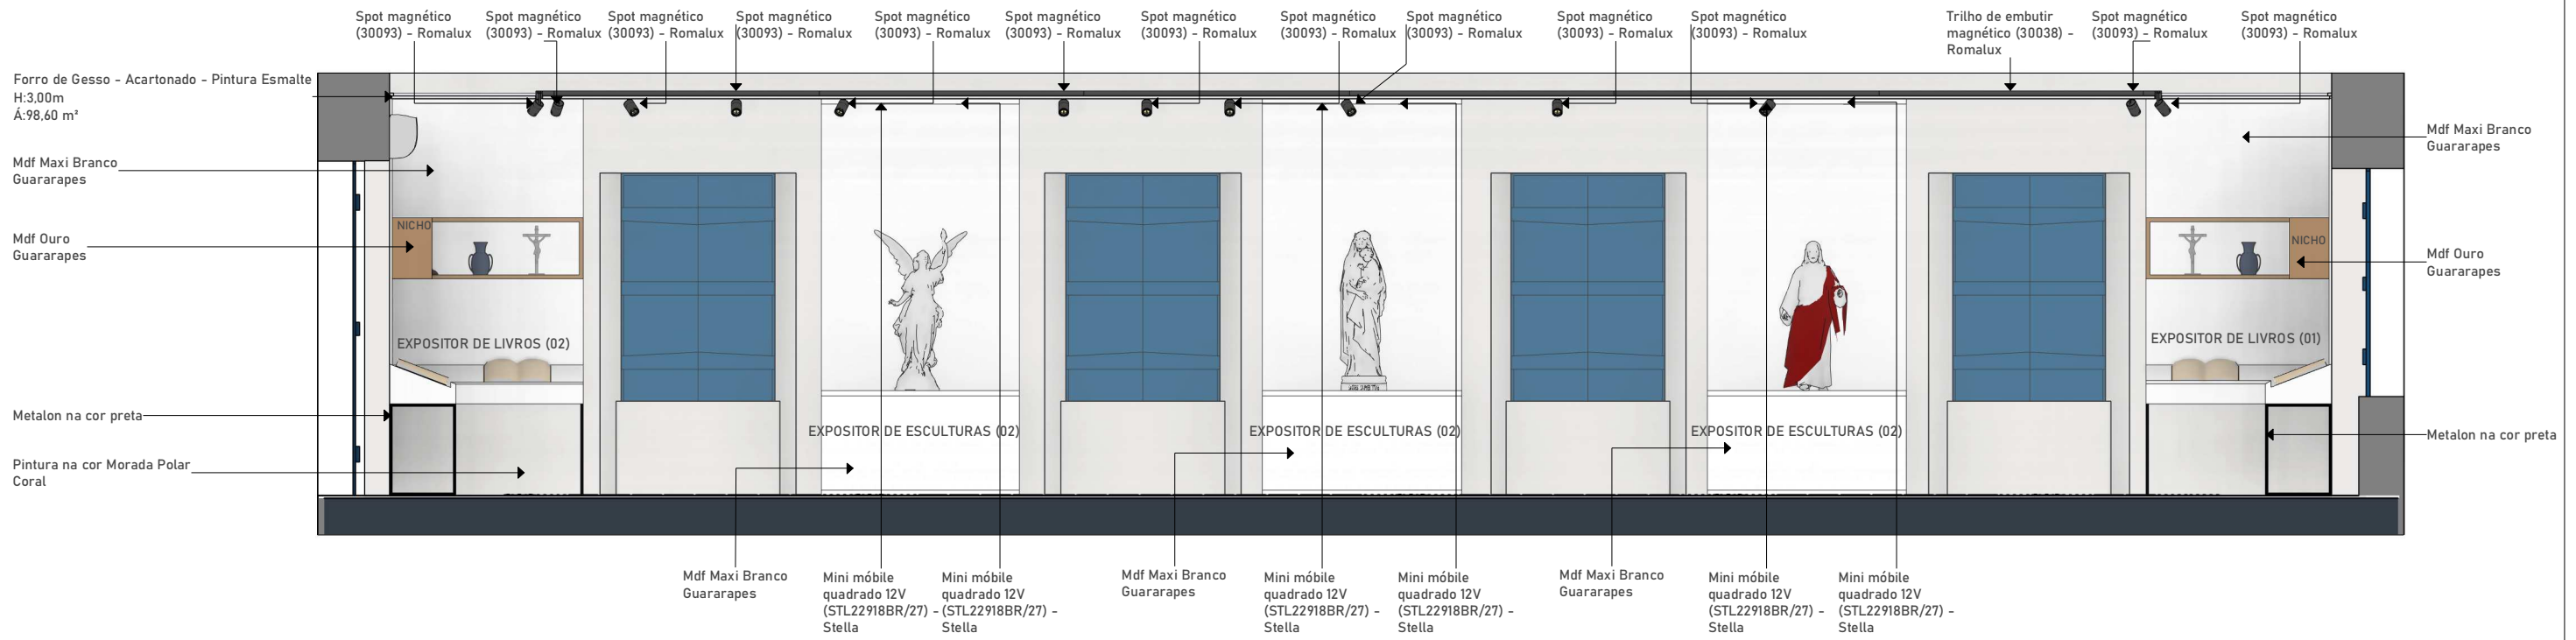 Spot magnético
(30093) - Romalux
Spot magnético
(30093) - Romalux
Spot magnético
(30093) - Romalux
Spot magnético
(30093) - Romalux
Spot magnético
(30093) - Romalux
Spot magnético
(30093) - Romalux
Spot magnético
(30093) - Romalux
Spot magnético
(30093) - Romalux
Spot magnético
(30093) - Romalux
Spot magnético
(30093) - Romalux
Spot magnético
(30093) - Romalux
Trilho de embutir
magnético (30038) -
Romalux
Spot magnético
(30093) - Romalux
Spot magnético
(30093) - Romalux
Forro de Gesso - Acartonado - Pintura Esmalte
H:3,00m
Á:98,60 m²
Mdf Maxi Branco
Guararapes
Mdf Ouro
Guararapes
Metalon na cor preta
Pintura na cor Morada Polar
Coral
NICHO
EXPOSITOR DE LIVROS (02)
EXPOSITOR DE ESCULTURAS (02)
EXPOSITOR DE ESCULTURAS (02)
EXPOSITOR DE ESCULTURAS (02)
NICHO
EXPOSITOR DE LIVROS (01)
Mdf Maxi Branco
Guararapes
Mdf Ouro
Guararapes
Metalon na cor preta
Mdf Maxi Branco
Guararapes
Mini móbile
quadrado 12V
(STL22918BR/27) -
Stella
Mini móbile
quadrado 12V
(STL22918BR/27) -
Stella
Mdf Maxi Branco
Guararapes
Mini móbile
quadrado 12V
(STL22918BR/27) -
Stella
Mini móbile
quadrado 12V
(STL22918BR/27) -
Stella
Mdf Maxi Branco
Guararapes
Mini móbile
quadrado 12V
(STL22918BR/27) -
Stella
Mini móbile
quadrado 12V
(STL22918BR/27) -
Stella